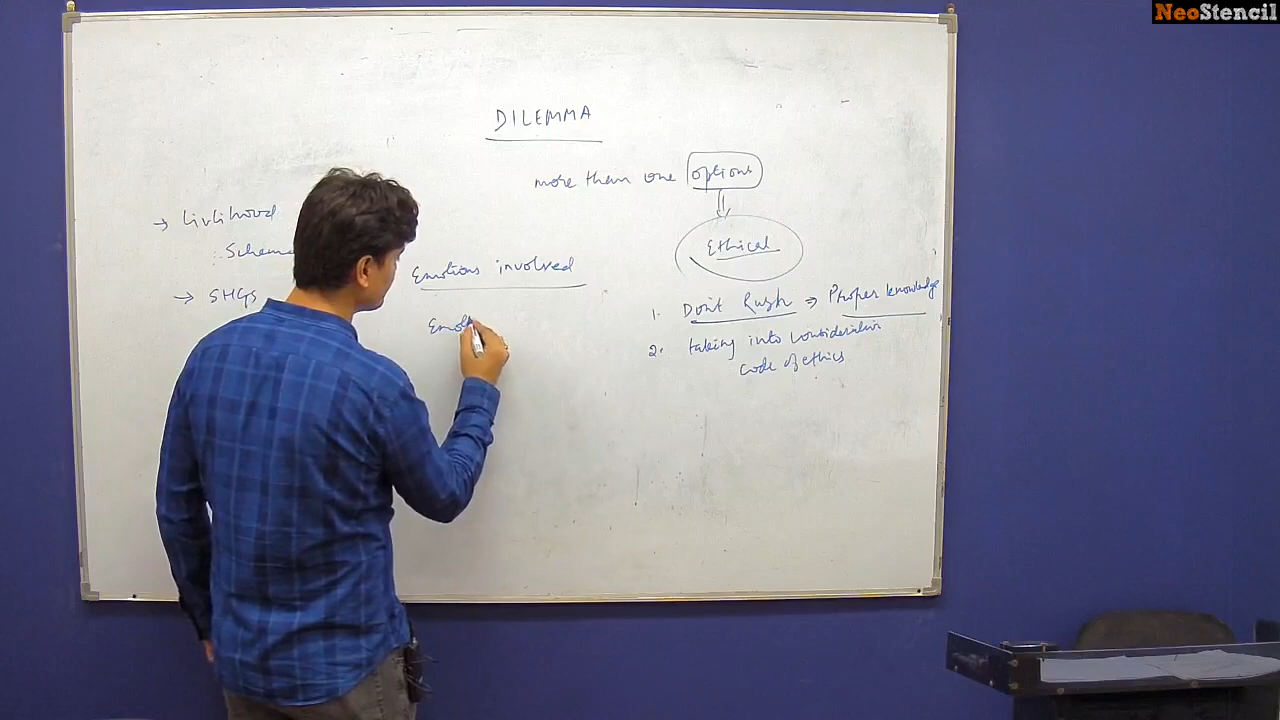 NeoStencil
DILEMMA
more than one options
Ethical
→ Livlihood
Scheme
→ SHGs
Emotions involved
Emoti
1. Don't Rush → Proper knowledge
2. taking into consideration
code of ethics